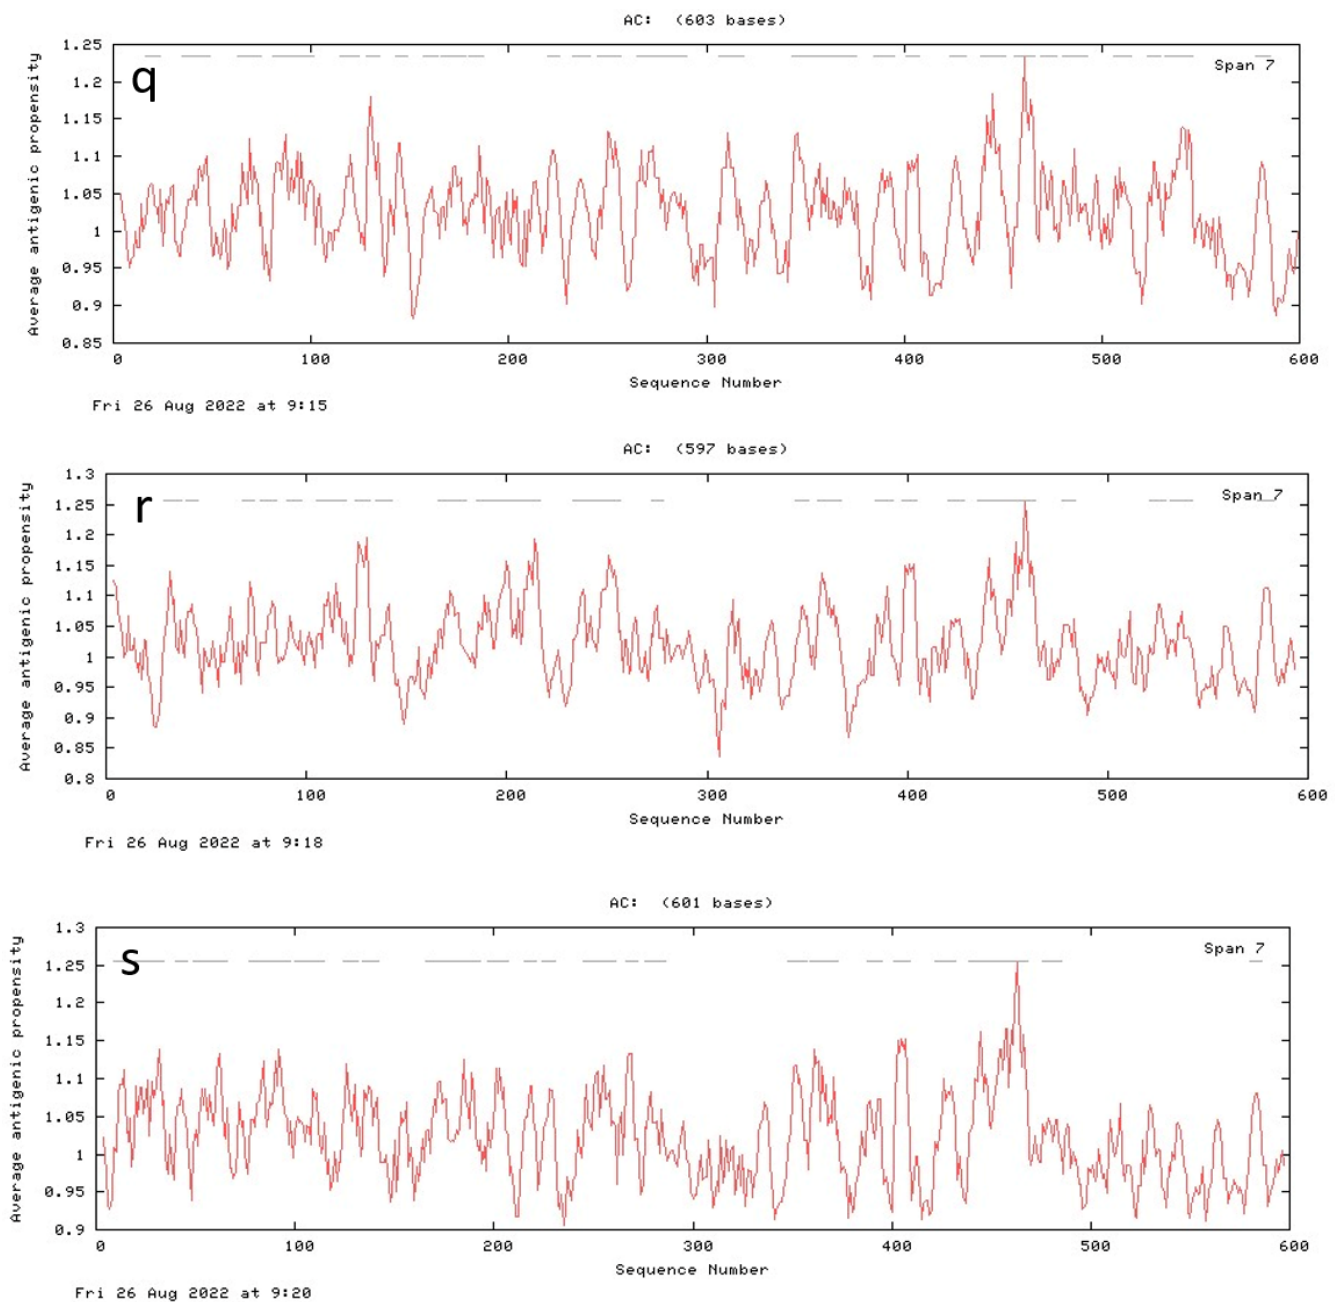 AC: (603 bases)
q
Span 7
Average antigenic propensity
1.25
1.2
1.15
1.1
1.05
1
0.95
0.9
0.85
0 100 200 300 400 500 600
Sequence Number
Fri 26 Aug 2022 at 9:15
AC: (597 bases)
r
Span 7
Average antigenic propensity
1.3
1.25
1.2
1.15
1.1
1.05
1
0.95
0.9
0.85
0.8
0 100 200 300 400 500 600
Sequence Number
Fri 26 Aug 2022 at 9:18
AC: (601 bases)
s
Span 7
Average antigenic propensity
1.3
1.25
1.2
1.15
1.1
1.05
1
0.95
0.9
0 100 200 300 400 500 600
Sequence Number
Fri 26 Aug 2022 at 9:20